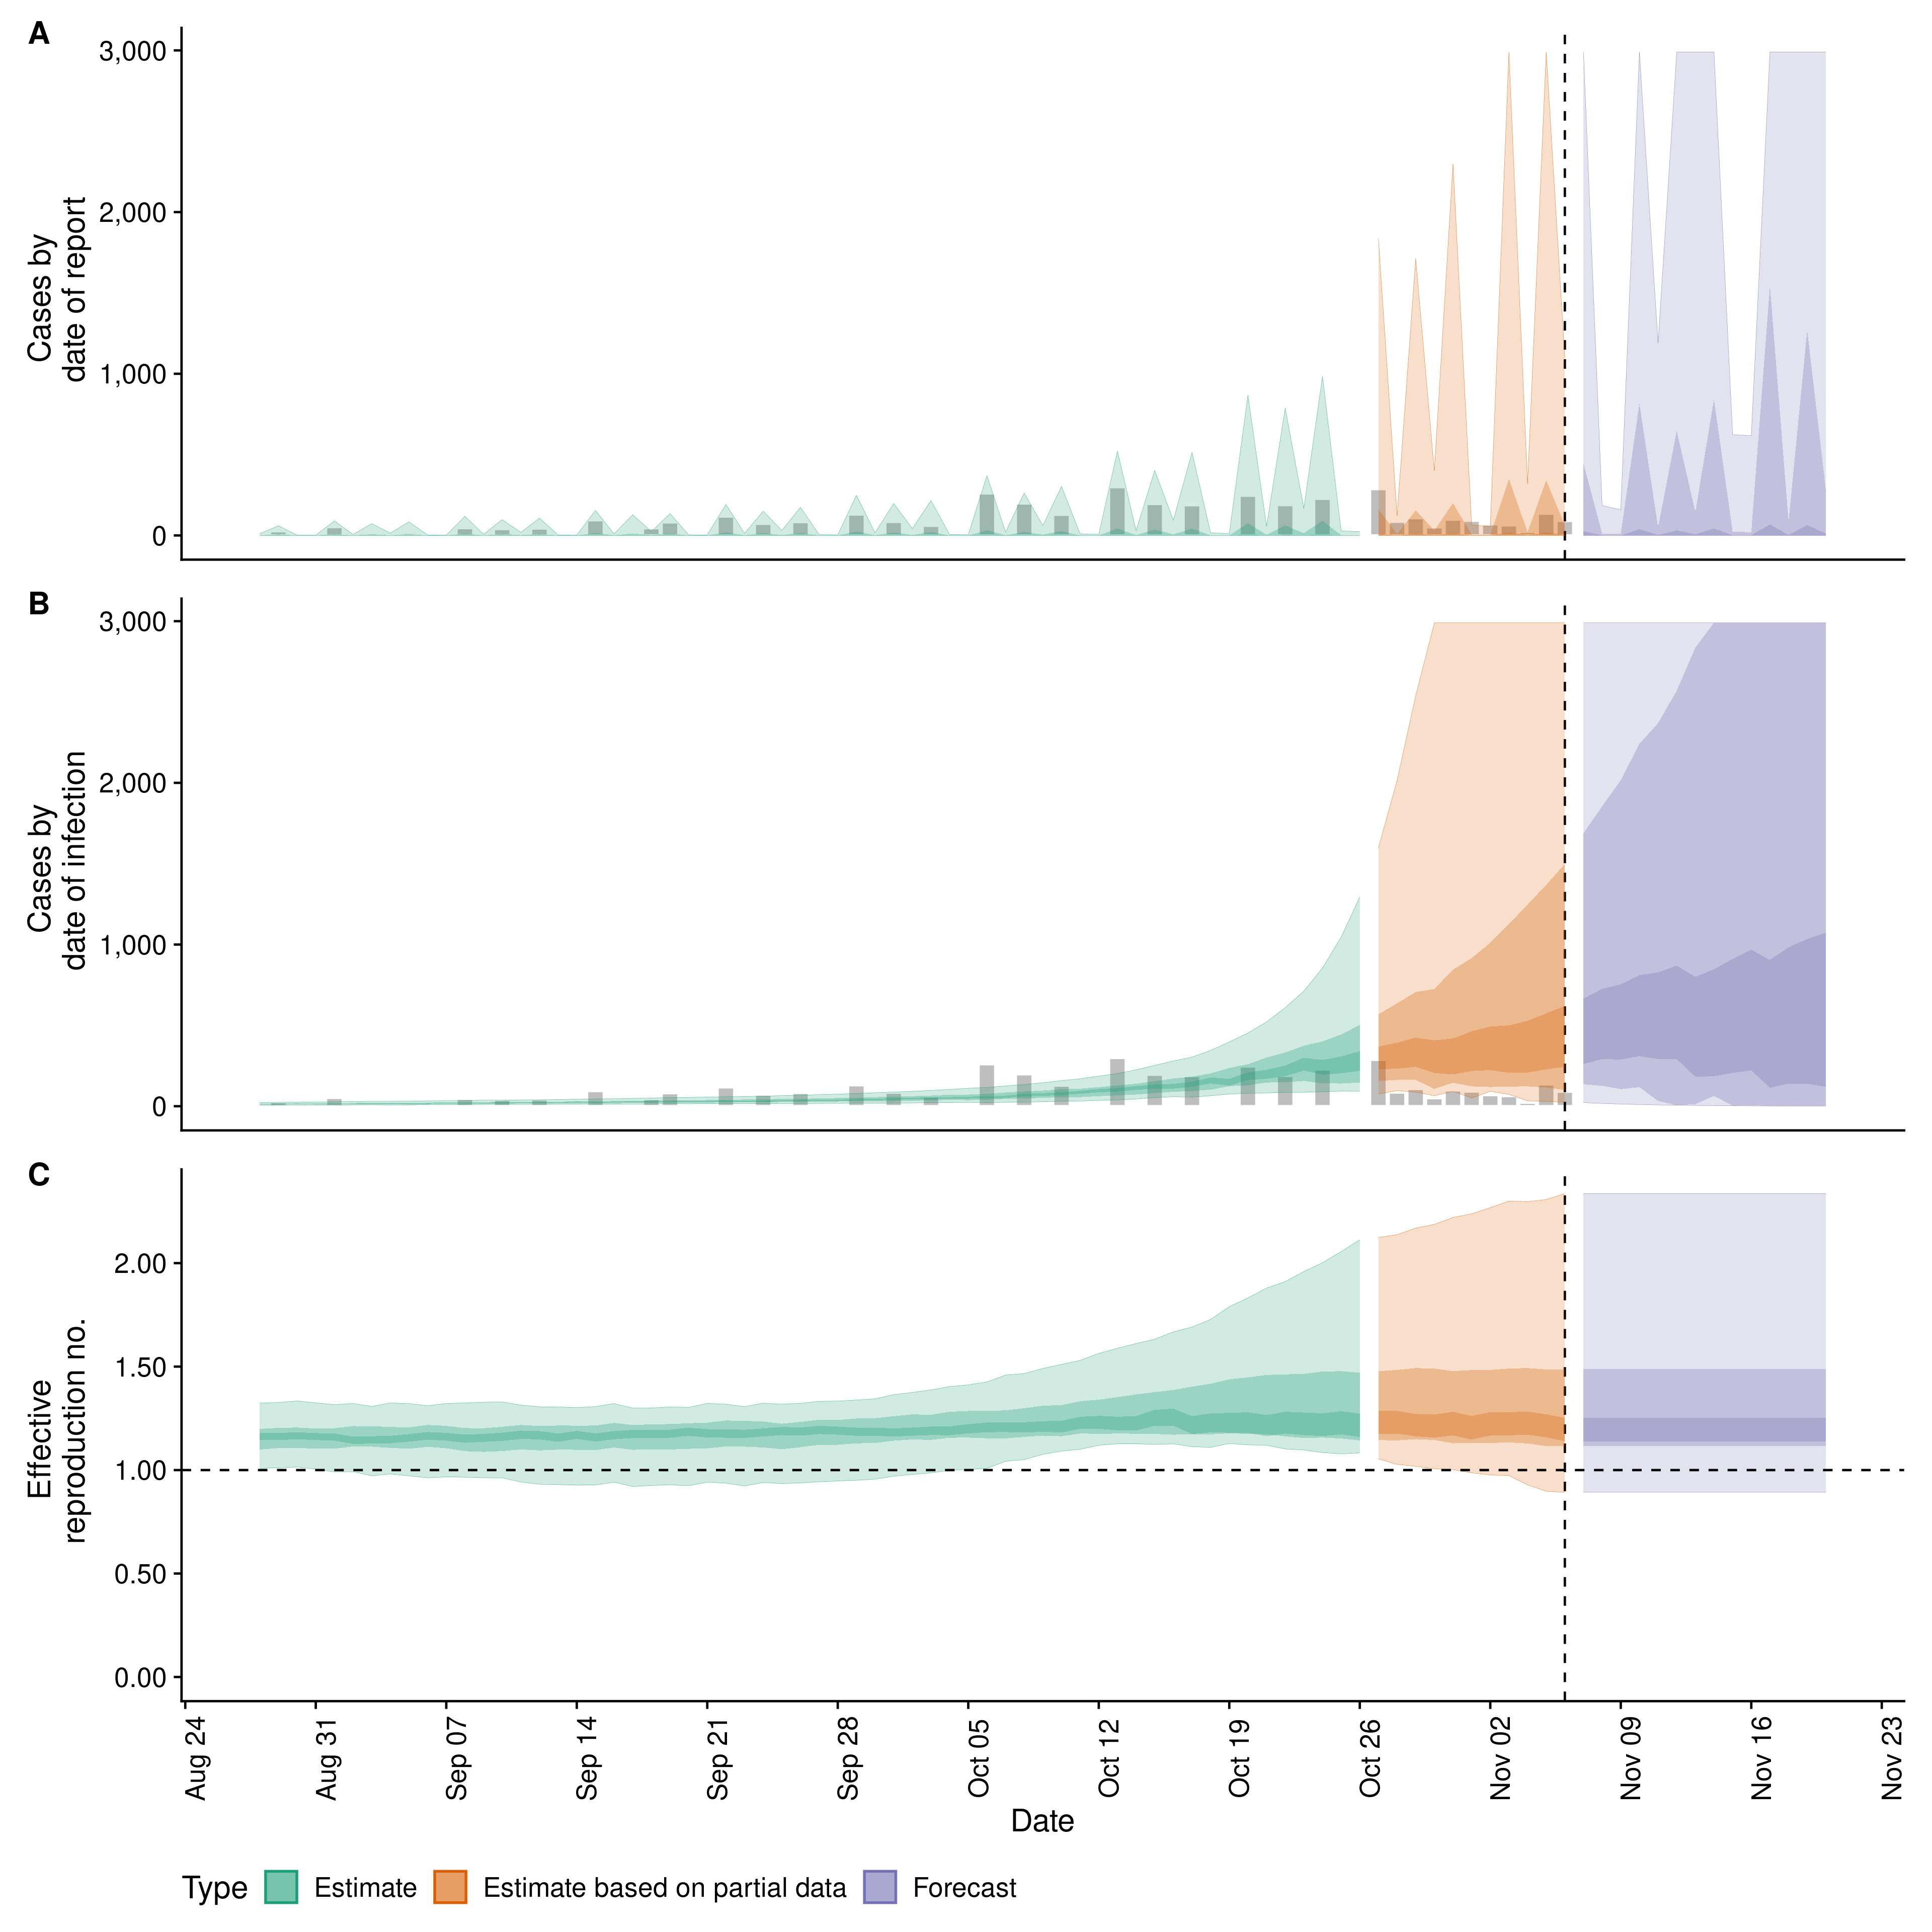 A
Cases by
date of report
3,000
2,000
1,000
0
B
Cases by
date of infection
3,000
2,000
1,000
0
C
Effective
reproduction no.
2.00
1.50
1.00
0.50
0.00
Aug 24
Aug 31
Sep 07
Sep 14
Sep 21
Sep 28
Oct 05
Oct 12
Oct 19
Oct 26
Nov 02
Nov 09
Nov 16
Nov 23
Date
Type Estimate Estimate based on partial data Forecast